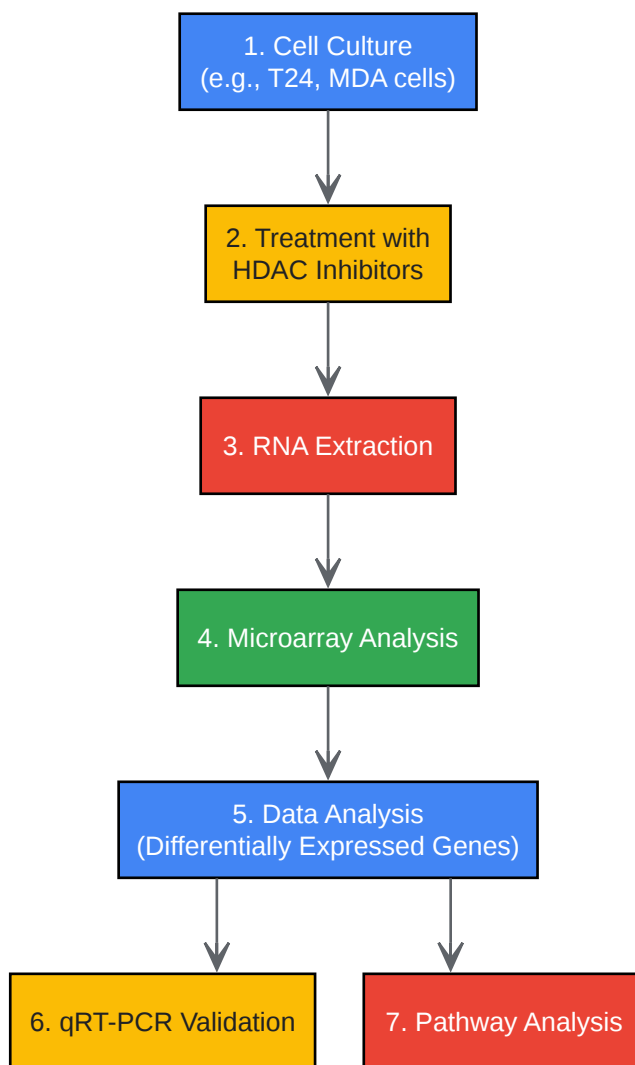 1. Cell Culture
(e.g., T24, MDA cells)
2. Treatment with
HDAC Inhibitors
3. RNA Extraction
4. Microarray Analysis
5. Data Analysis
(Differentially Expressed Genes)
6. qRT-PCR Validation
7. Pathway Analysis